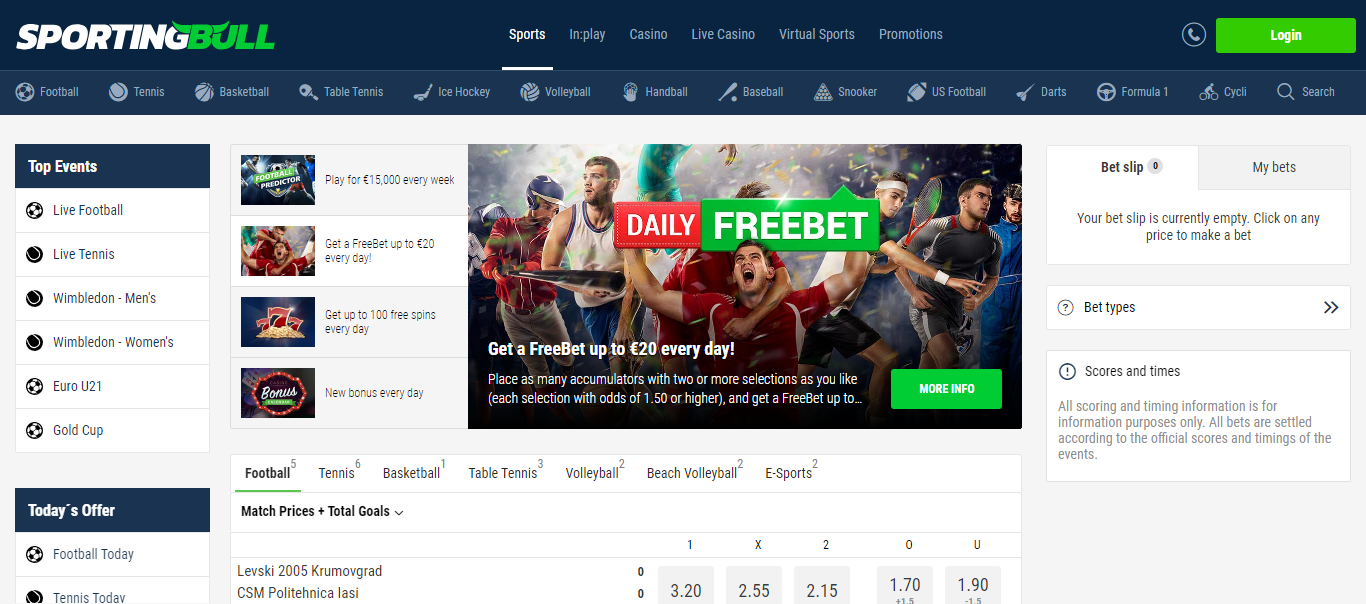 SPORTINGBULL
Sports In:play Casino Live Casino Virtual Sports Promotions
Login
Football Tennis Basketball Table Tennis Ice Hockey Volleyball Handball Baseball Snooker US Football Darts Formula 1 Cycli Search
Top Events
Live Football
Live Tennis
Wimbledon - Men's
Wimbledon - Women's
Euro U21
Gold Cup
Today´s Offer
Football Today
Tennis Today
FOOTBALL
PREDICTOR
Play for €15,000 every week
Get a FreeBet up to €20
every day!
Get up to 100 free spins
every day
Bonus
New bonus every day
DAILY FREEBET
Get a FreeBet up to €20 every day!
Place as many accumulators with two or more selections as you like
(each selection with odds of 1.50 or higher), and get a FreeBet up to...
MORE INFO
Football 5 Tennis 6 Basketball 1 Table Tennis 3 Volleyball 2 Beach Volleyball 2 E-Sports 2
Match Prices + Total Goals
1 X 2 O U
Levski 2005 Krumovgrad 0
CSM Politehnica Iasi 0
3.20 2.55 2.15 1.70 1.90
+1.5 -1.5
Bet slip 0 My bets
Your bet slip is currently empty. Click on any
price to make a bet
? Bet types
! Scores and times
All scoring and timing information is for
information purposes only. All bets are settled
according to the official scores and timings of the
events.